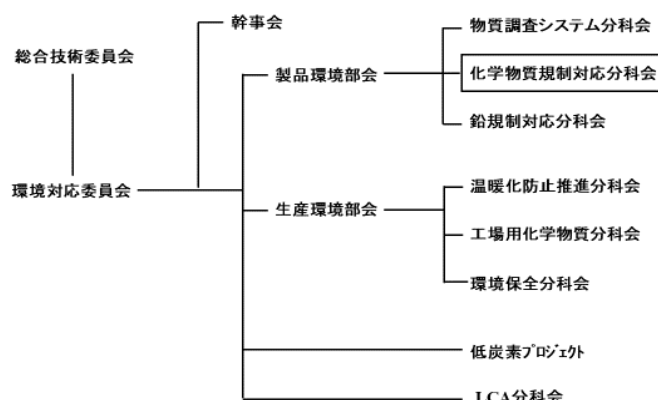 幹事会
総合技術委員会
環境対応委員会
製品環境部会
物質調査システム分科会
化学物質規制対応分科会
鉛規制対応分科会
生産環境部会
温暖化防止推進分科会
工場用化学物質分科会
環境保全分科会
低炭素ﾌﾟﾛｼﾞｪｸﾄ
LCA分科会